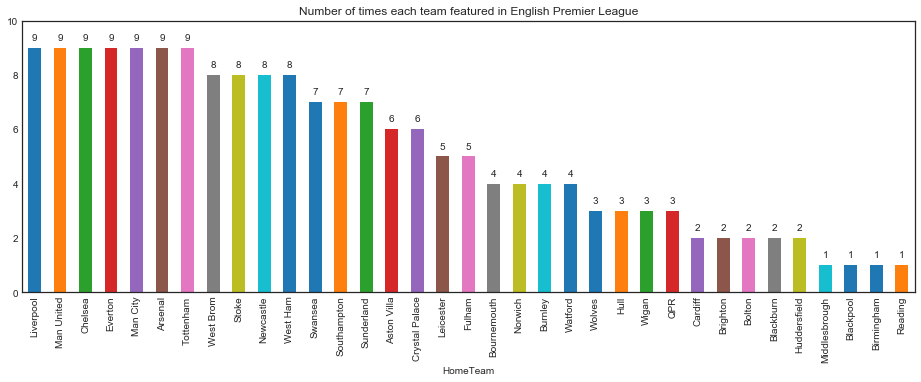 Number of times each team featured in English Premier League
10
8
6
4
2
0
9 9 9 9 9 9 9 8 8 8 8 7 7 7 6 6 5 5 4 4 4 4 3 3 3 3 2 2 2 2 2 1 1 1 1
Liverpool
Man United
Chelsea
Everton
Man City
Arsenal
Tottenham
West Brom
Stoke
Newcastle
West Ham
Swansea
Southampton
Sunderland
Aston Villa
Crystal Palace
Leicester
Fulham
Bournemouth
Norwich
Burnley
Watford
Wolves
Hull
Wigan
QPR
Cardiff
Brighton
Bolton
Blackburn
Huddersfield
Middlesbrough
Blackpool
Birmingham
Reading
HomeTeam